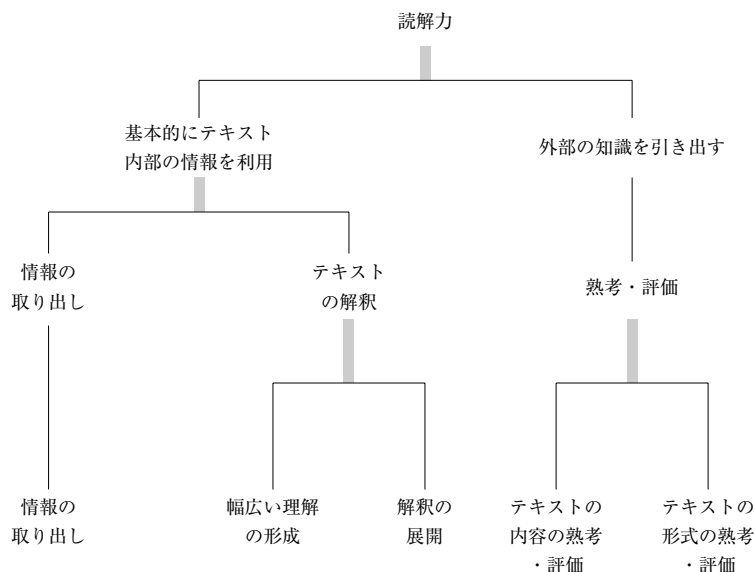 読解力
基本的にテキスト
内部の情報を利用
外部の知識を引き出す
情報の
取り出し
テキスト
の解釈
熟考・評価
情報の
取り出し
幅広い理解
の形成
解釈の
展開
テキストの
内容の熟考
・評価
テキストの
形式の熟考
・評価